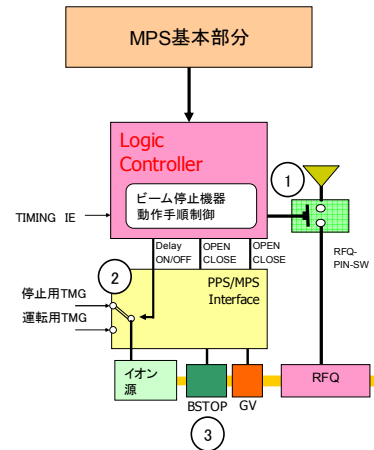 MPS基本部分
Logic
Controller
ビーム停止機器
動作手順制御
1
TIMING IE
RFQ-
PIN-SW
Delay
ON/OFF
OPEN
CLOSE
OPEN
CLOSE
2
PPS/MPS
Interface
停止用TMG
運転用TMG
イオン
源
BSTOP
GV
RFQ
3